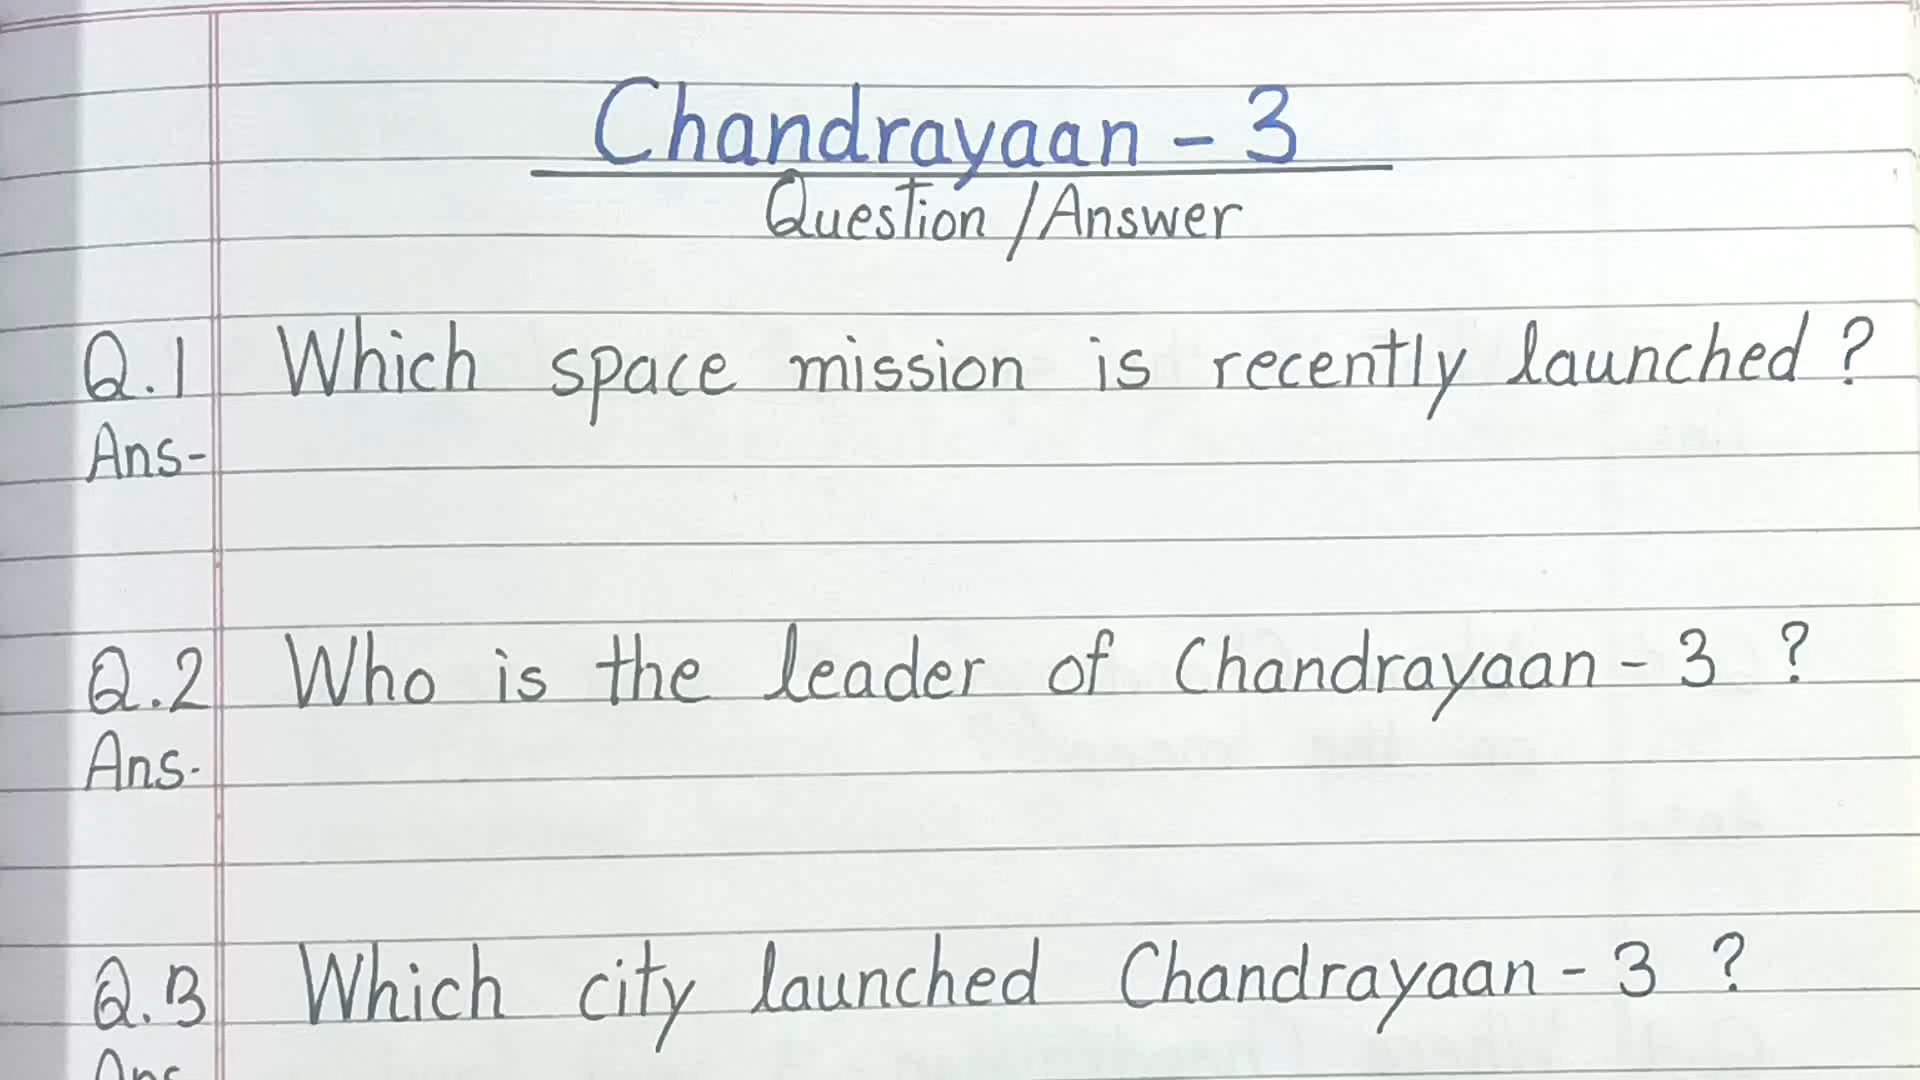 Chandrayaan - 3
Question / Answer
Q.1 Which space mission is recently launched ?
Ans-
Q.2 Who is the leader of Chandrayaan - 3 ?
Ans-
Q.3 Which city launched Chandrayaan - 3 ?
Ans